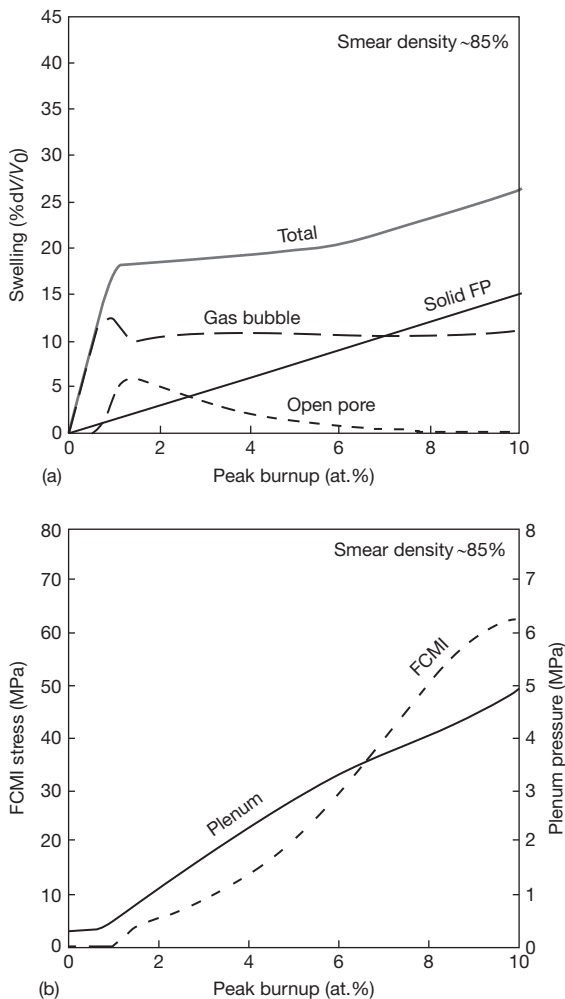 45
Smear density ~85%
40
35
30
25
20
15
10
5
0
Swelling (%dV/V0)
Total
Solid FP
Gas bubble
Open pore
0 2 4 6 8 10
(a) Peak burnup (at.%)
80 8
Smear density ~85%
70 7
60 6
50 5
40 4
30 3
20 2
10 1
0 0
FCMI stress (MPa)
Plenum pressure (MPa)
FCMI
Plenum
0 2 4 6 8 10
(b) Peak burnup (at.%)